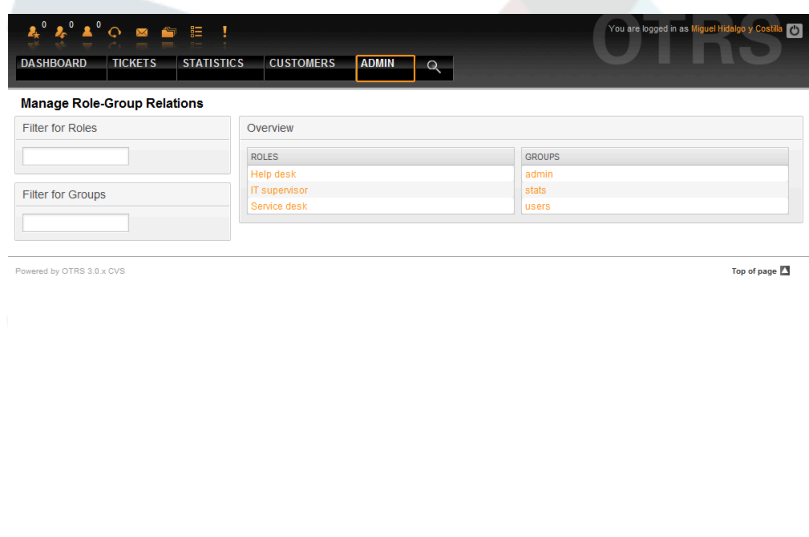 0 0 0
You are logged in as Miguel Hidalgo y Costilla
OTRS
DASHBOARD TICKETS STATISTICS CUSTOMERS ADMIN
Manage Role-Group Relations
Filter for Roles
Overview
ROLES GROUPS
Help desk admin
IT supervisor stats
Service desk users
Filter for Groups
Powered by OTRS 3.0.x CVS
Top of page